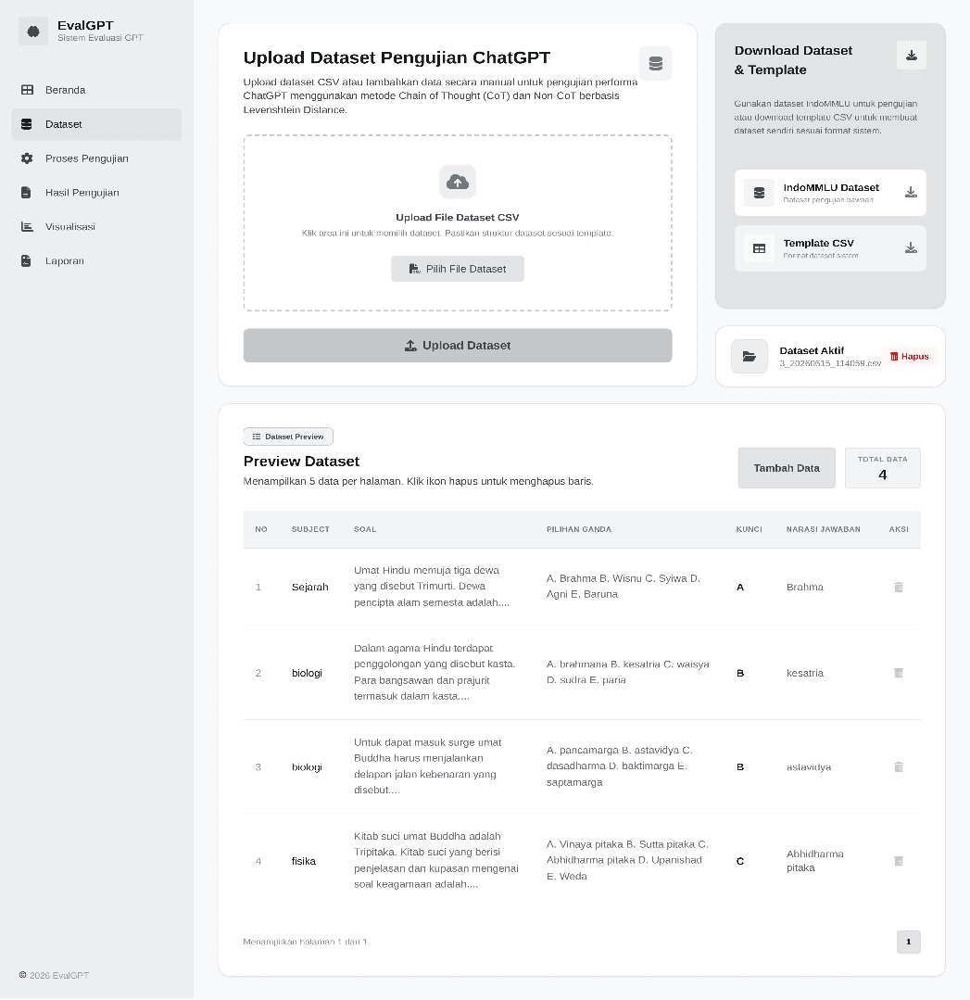 EvalGPT
Sistem Evaluasi GPT
Beranda
Dataset
Proses Pengujian
Hasil Pengujian
Visualisasi
Laporan
© 2026 EvalGPT
Upload Dataset Pengujian ChatGPT
Upload dataset CSV atau tambahkan data secara manual untuk pengujian performa
ChatGPT menggunakan metode Chain of Thought (CoT) dan Non-CoT berbasis
Levenshtein Distance.
Upload File Dataset CSV
Klik area ini untuk memilih dataset. Pastikan struktur dataset sesuai template.
Pilih File Dataset
Upload Dataset
Download Dataset
& Template
Gunakan dataset IndoMMLU untuk pengujian
atau download template CSV untuk membuat
dataset sendiri sesuai format sistem.
IndoMMLU Dataset
Dataset pengujian bawaan
Template CSV
Format dataset sistem
Dataset Aktif
3_20260615_114059.csv
Hapus
Dataset Preview
Preview Dataset
Menampilkan 5 data per halaman. Klik ikon hapus untuk menghapus baris.
Tambah Data
TOTAL DATA
4
NO SUBJECT SOAL PILIHAN GANDA KUNCI NARASI JAWABAN AKSI
1
Sejarah
Umat Hindu memuja tiga dewa
yang disebut Trimurti. Dewa
pencipta alam semesta adalah....
A. Brahma B. Wisnu C. Syiwa D.
Agni E. Baruna
A
Brahma
2
biologi
Dalam agama Hindu terdapat
penggolongan yang disebut kasta.
Para bangsawan dan prajurit
termasuk dalam kasta....
A. brahmana B. kesatria C. waisya
D. sudra E. paria
B
kesatria
3
biologi
Untuk dapat masuk surge umat
Buddha harus menjalankan
delapan jalan kebenaran yang
disebut....
A. pancamarga B. astavidya C.
dasadharma D. baktimarga E.
saptamarga
B
astavidya
4
fisika
Kitab suci umat Buddha adalah
Tripitaka. Kitab suci yang berisi
penjelasan dan kupasan mengenai
soal keagamaan adalah....
A. Vinaya pitaka B. Sutta pitaka C.
Abhidharma pitaka D. Upanishad
E. Weda
C
Abhidharma
pitaka
Menampilkan halaman 1 dari 1.
1